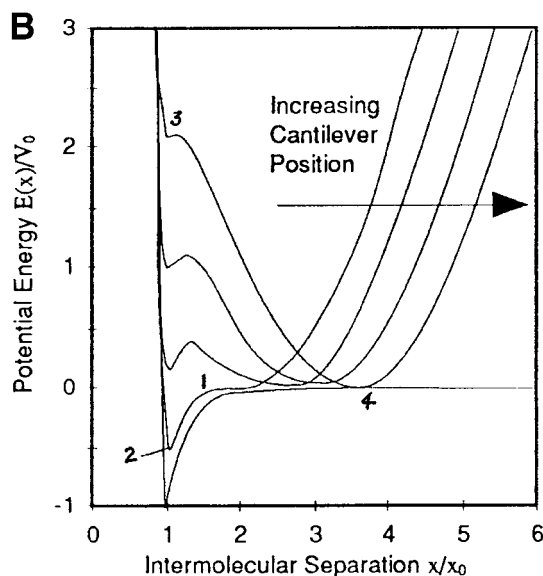 B
3
2
1
0
-1
Potential Energy E(x)/V₀
3
Increasing
Cantilever
Position
1
2
4
0
1
2
3
4
5
6
Intermolecular Separation x/x₀